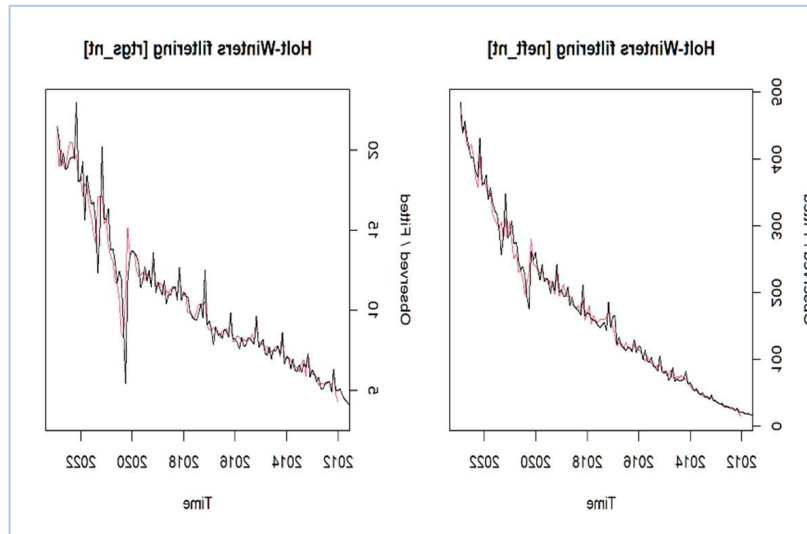 Holt-Winters filtering [neft_nt]
Holt-Winters filtering [rtgs_nt]
500
400
300
200
100
0
Observed / Fitted
20
15
10
5
2012 2014 2016 2018 2020 2022
2012 2014 2016 2018 2020 2022
Time
Time